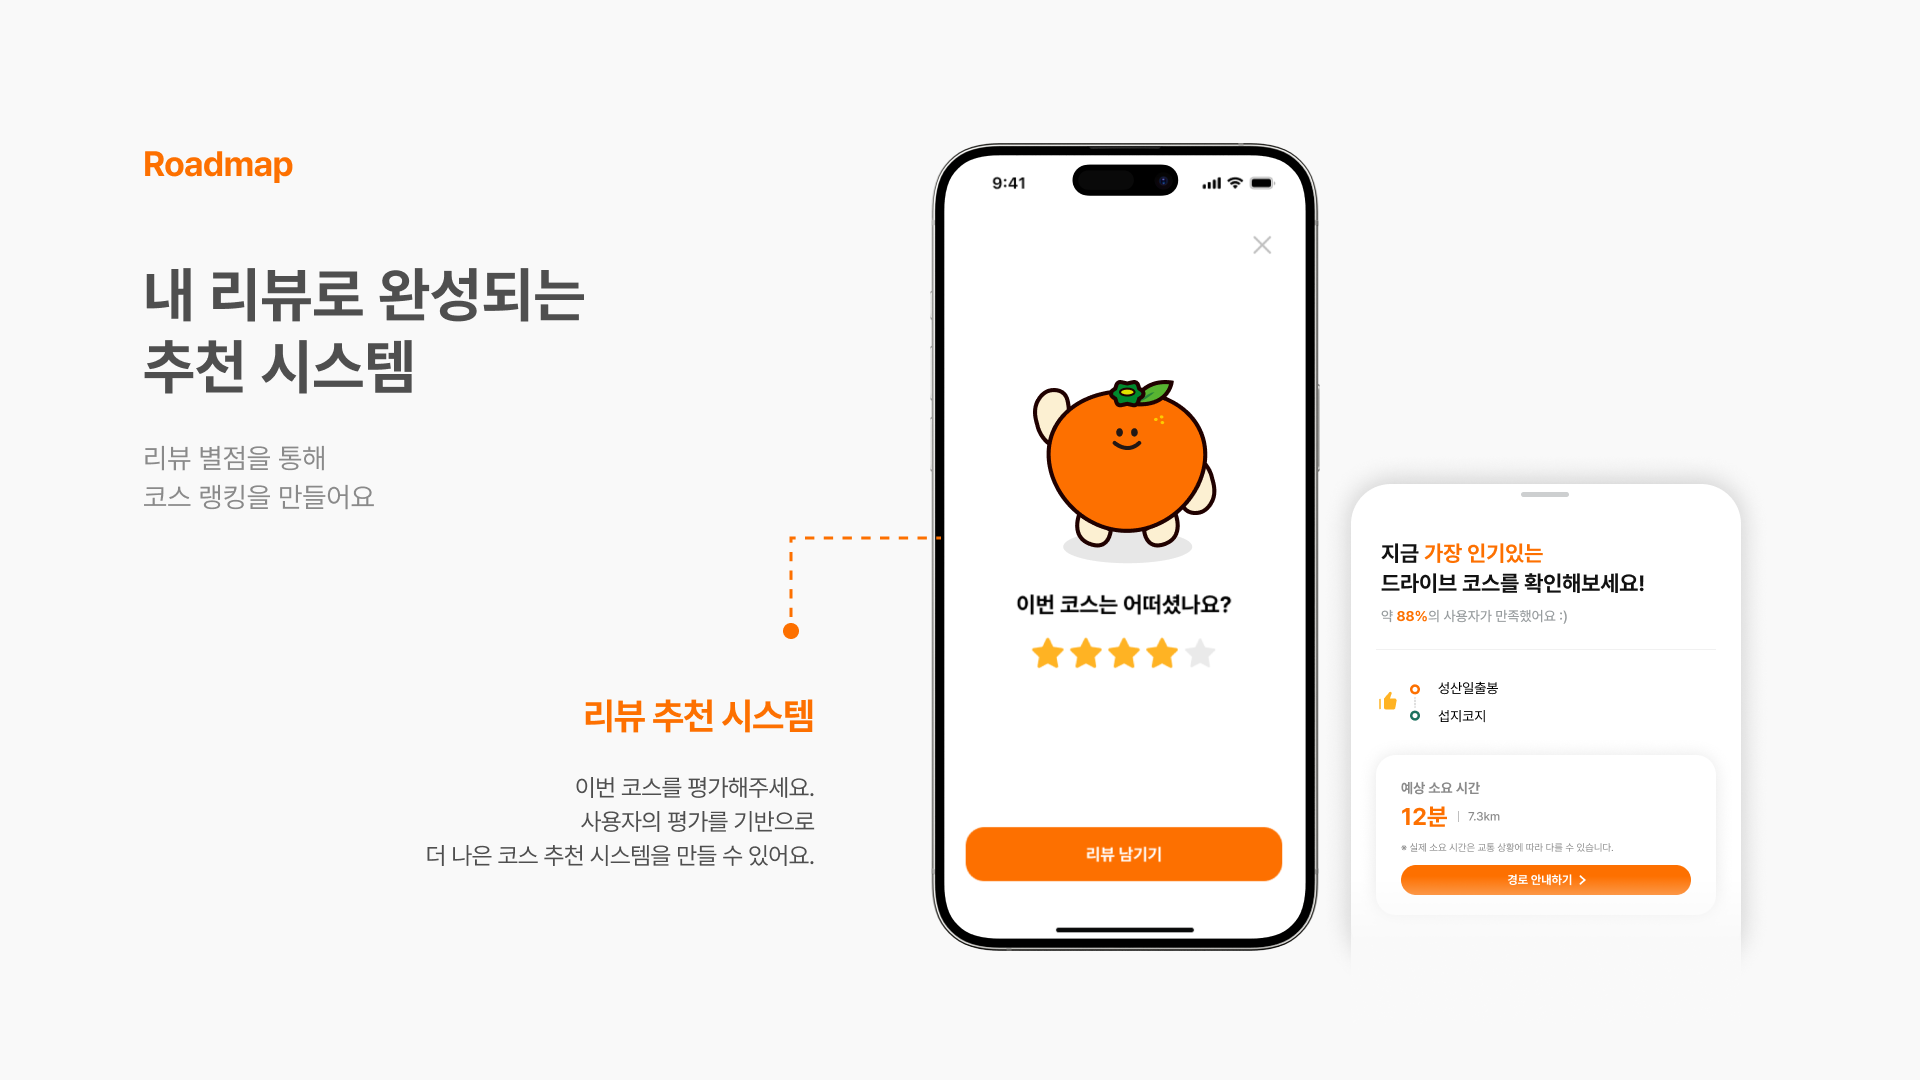 Roadmap
내 리뷰로 완성되는
추천 시스템
리뷰 별점을 통해
코스 랭킹을 만들어요
리뷰 추천 시스템
이번 코스를 평가해주세요.
사용자의 평가를 기반으로
더 나은 코스 추천 시스템을 만들 수 있어요.
9:41
이번 코스는 어떠셨나요?
리뷰 남기기
지금 가장 인기있는
드라이브 코스를 확인해보세요!
약 88%의 사용자가 만족했어요 :)
성산일출봉
섭지코지
예상 소요 시간
12분 | 7.3km
※ 실제 소요 시간은 교통 상황에 따라 다를 수 있습니다.
경로 안내하기